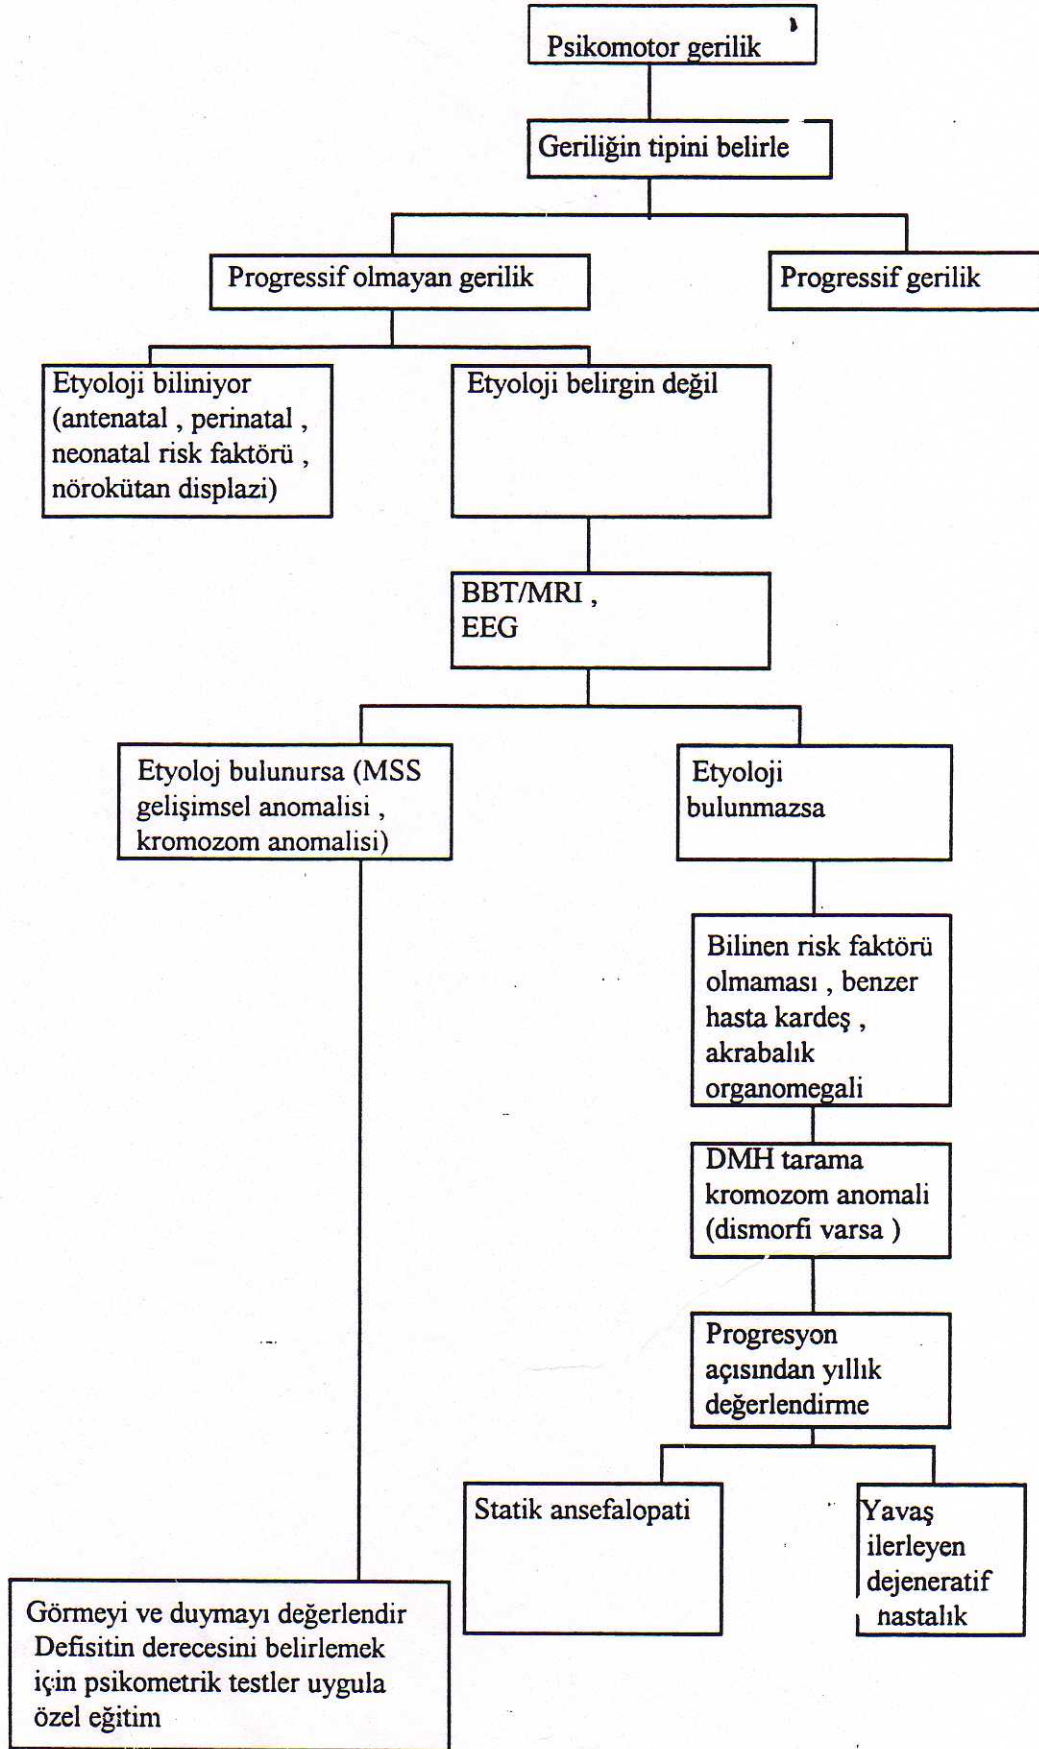 Psikomotor gerilik
Geriliğin tipini belirle
Progressif olmayan gerilik
Progressif gerilik
Etyoloji biliniyor
(antenatal , perinatal ,
neonatal risk faktörü ,
nörokütan displazi)
Etyoloji belirgin değil
BBT/MRI ,
EEG
Etyoloj bulunursa (MSS
gelişimsel anomalisi ,
kromozom anomalisi)
Etyoloji
bulunmazsa
Bilinen risk faktörü
olmaması , benzer
hasta kardeş ,
akrabalık
organomegali
DMH tarama
kromozom anomali
(dismorfi varsa )
Progresyon
açısından yıllık
değerlendirme
Statik ansefalopati
Yavaş
ilerleyen
dejeneratif
hastalık
Görmeyi ve duymayı değerlendir
Defisitin derecesini belirlemek
için psikometrik testler uygula
özel eğitim